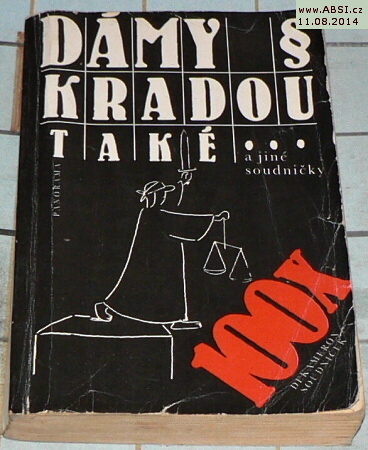 www.ABSI.cz
11.08.2014
DÁMY §
KRADOU
TAKÉ...
a jiné
soudničky
PANORAMA
100X
DEKAMERON
SOUDNIČEK